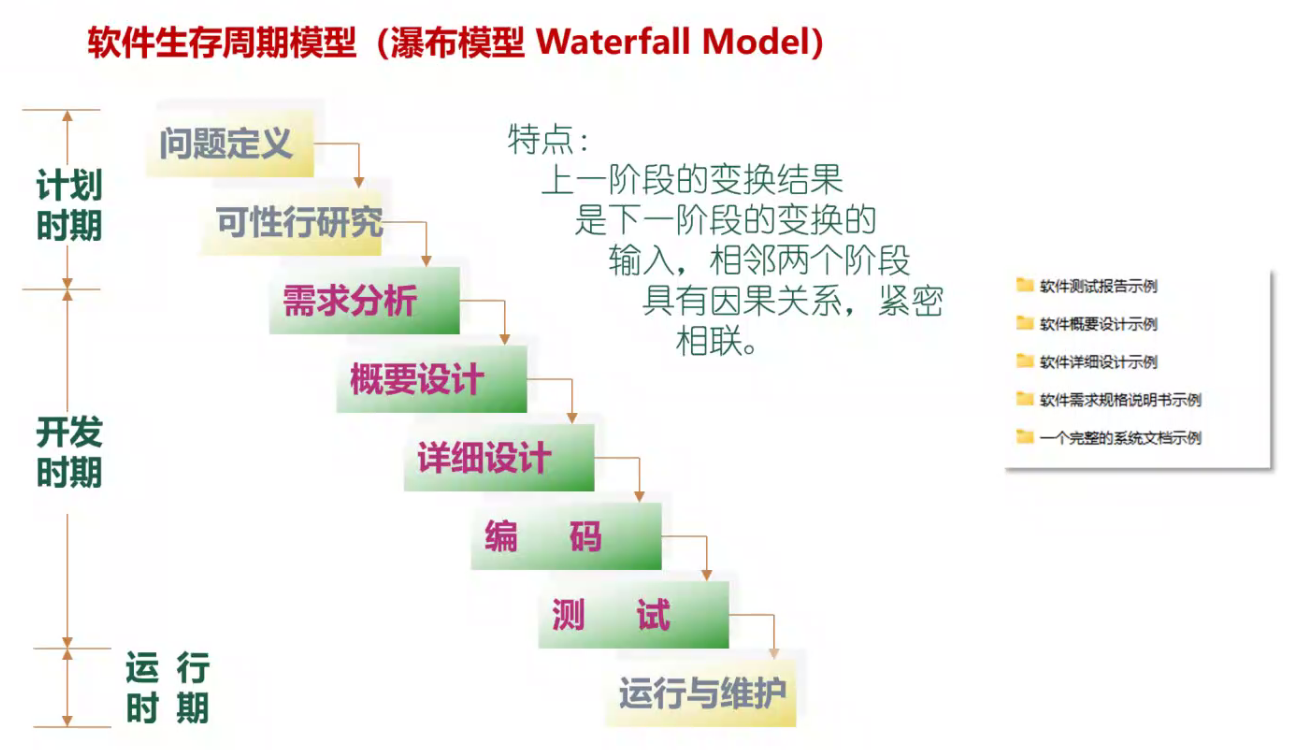 软件生存周期模型（瀑布模型 Waterfall Model）
计划
时期
开发
时期
运 行
时 期
问题定义
可性行研究
需求分析
概要设计
详细设计
编 码
测 试
运行与维护
特点：
上一阶段的变换结果
是下一阶段的变换的
输入，相邻两个阶段
具有因果关系，紧密
相联。
软件测试报告示例
软件概要设计示例
软件详细设计示例
软件需求规格说明书示例
一个完整的系统文档示例